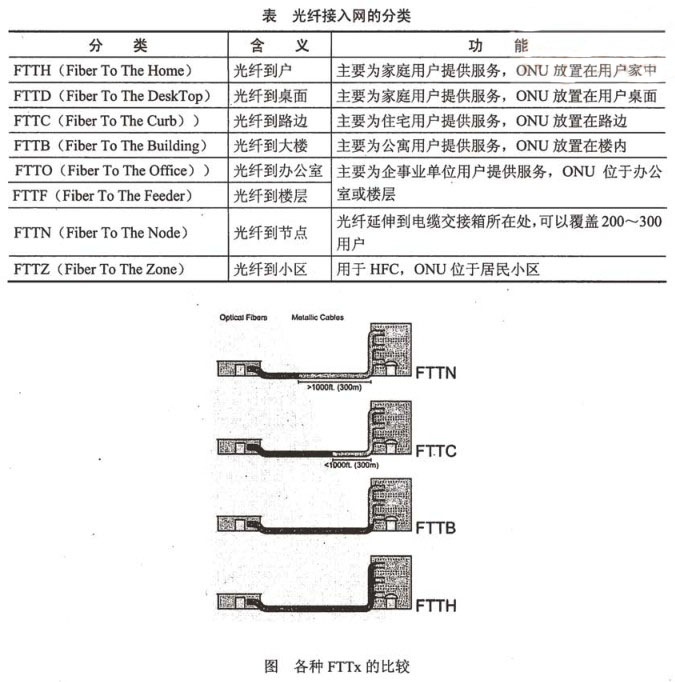 表 光纤接入网的分类
分 类 含 义 功 能
FTTH（Fiber To The Home） 光纤到户 主要为家庭用户提供服务，ONU 放置在用户家中
FTTD（Fiber To The DeskTop） 光纤到桌面 主要为家庭用户提供服务，ONU 放置在用户桌面
FTTC（Fiber To The Curb）） 光纤到路边 主要为住宅用户提供服务，ONU 放置在路边
FTTB（Fiber To The Building） 光纤到大楼 主要为公寓用户提供服务，ONU 放置在楼内
FTTO（Fiber To The Office）） 光纤到办公室 主要为企事业单位用户提供服务，ONU 位于办公
FTTF（Fiber To The Feeder） 光纤到楼层 室或楼层
FTTN（Fiber To The Node） 光纤到节点 光纤延伸到电缆交接箱所在处，可以覆盖 200～300
用户
FTTZ（Fiber To The Zone） 光纤到小区 用于 HFC，ONU 位于居民小区
Optical Fibers Metallic Cables
FTTN
>1000ft. (300m)
FTTC
<1000ft. (300m)
FTTB
FTTH
图 各种 FTTx 的比较